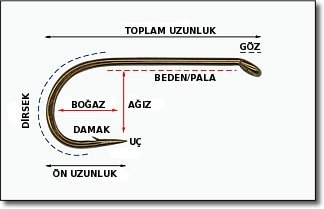 TOPLAM UZUNLUK
GÖZ
BEDEN/PALA
DİRSEK
BOĞAZ
AĞIZ
DAMAK
UÇ
ÖN UZUNLUK